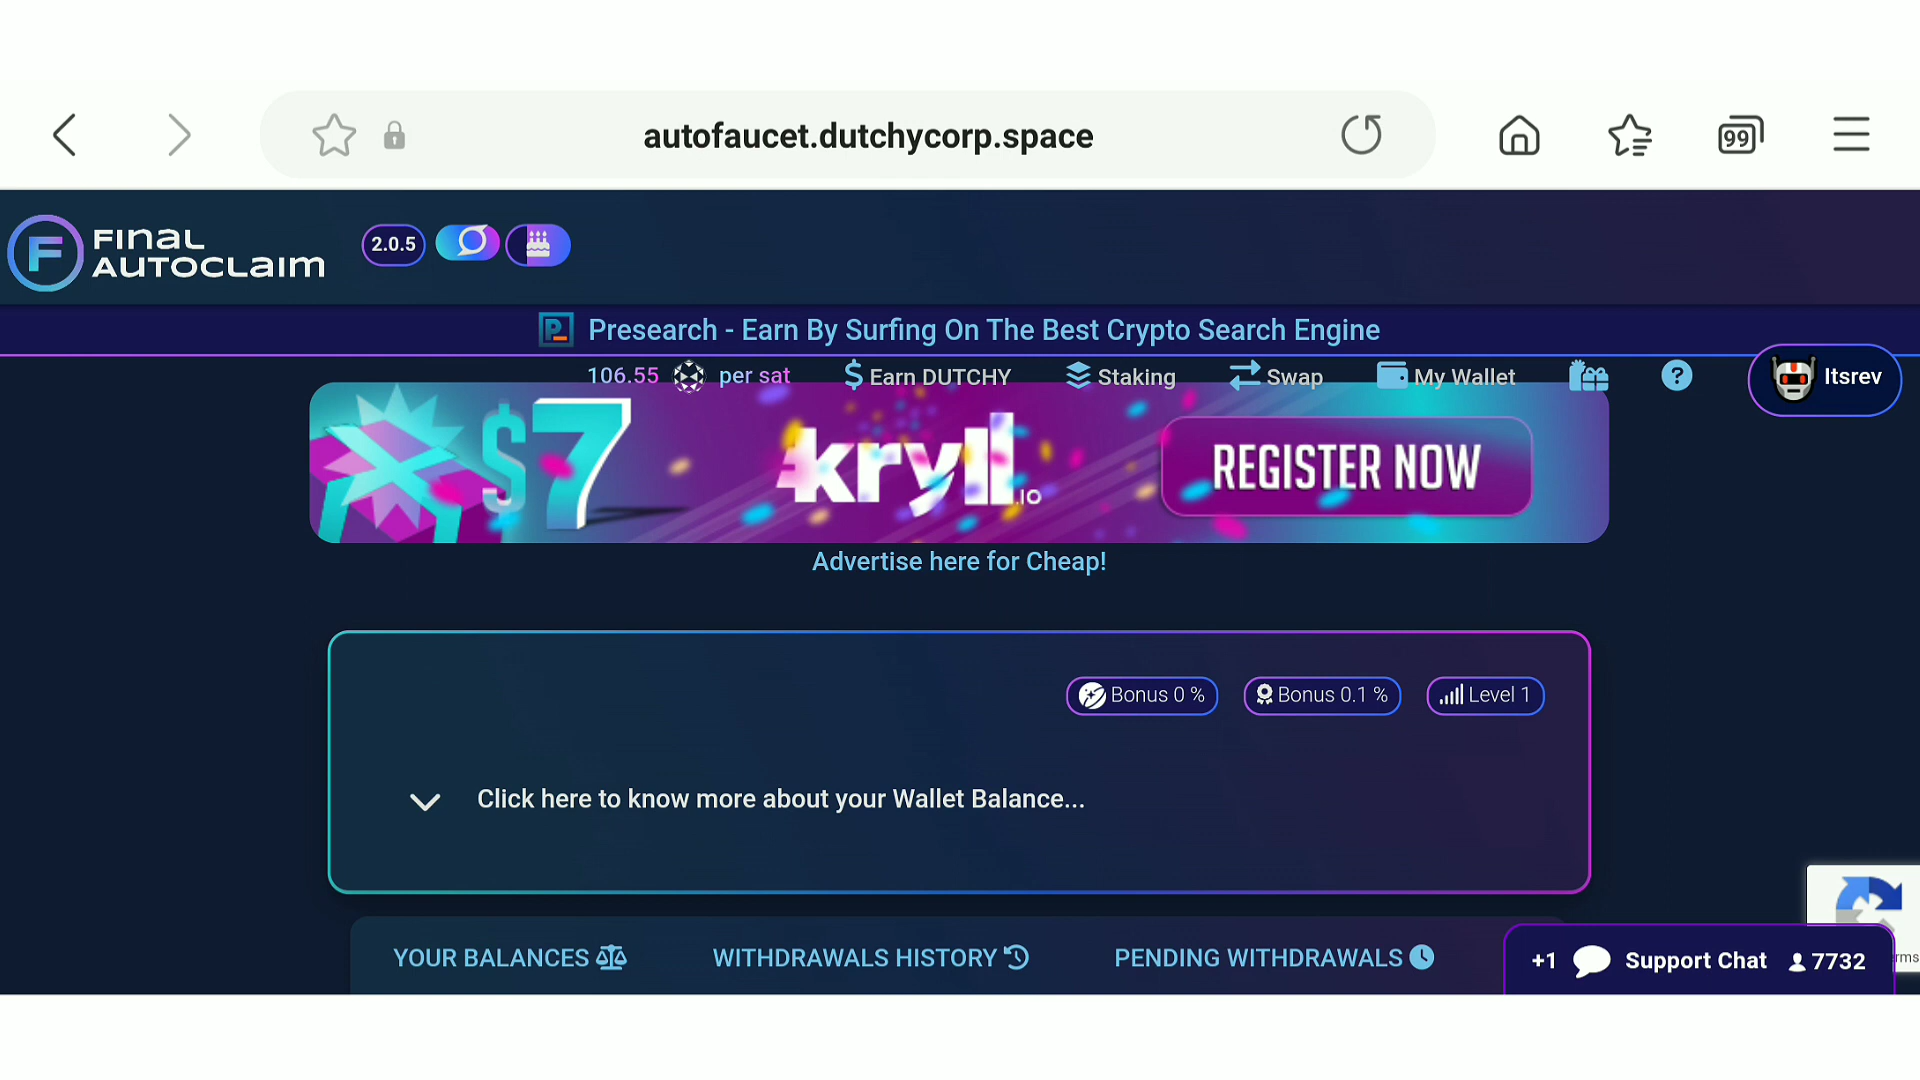 autofaucet.dutchycorp.space
99
F FINAL AUTOCLAIM
2.0.5
Presearch - Earn By Surfing On The Best Crypto Search Engine
106.55 per sat
Earn DUTCHY
Staking
Swap
My Wallet
?
Itsrev
$7
kryll.IO
REGISTER NOW
Advertise here for Cheap!
Bonus 0 %
Bonus 0.1 %
Level 1
Click here to know more about your Wallet Balance...
YOUR BALANCES
WITHDRAWALS HISTORY
PENDING WITHDRAWALS
+1 Support Chat 7732